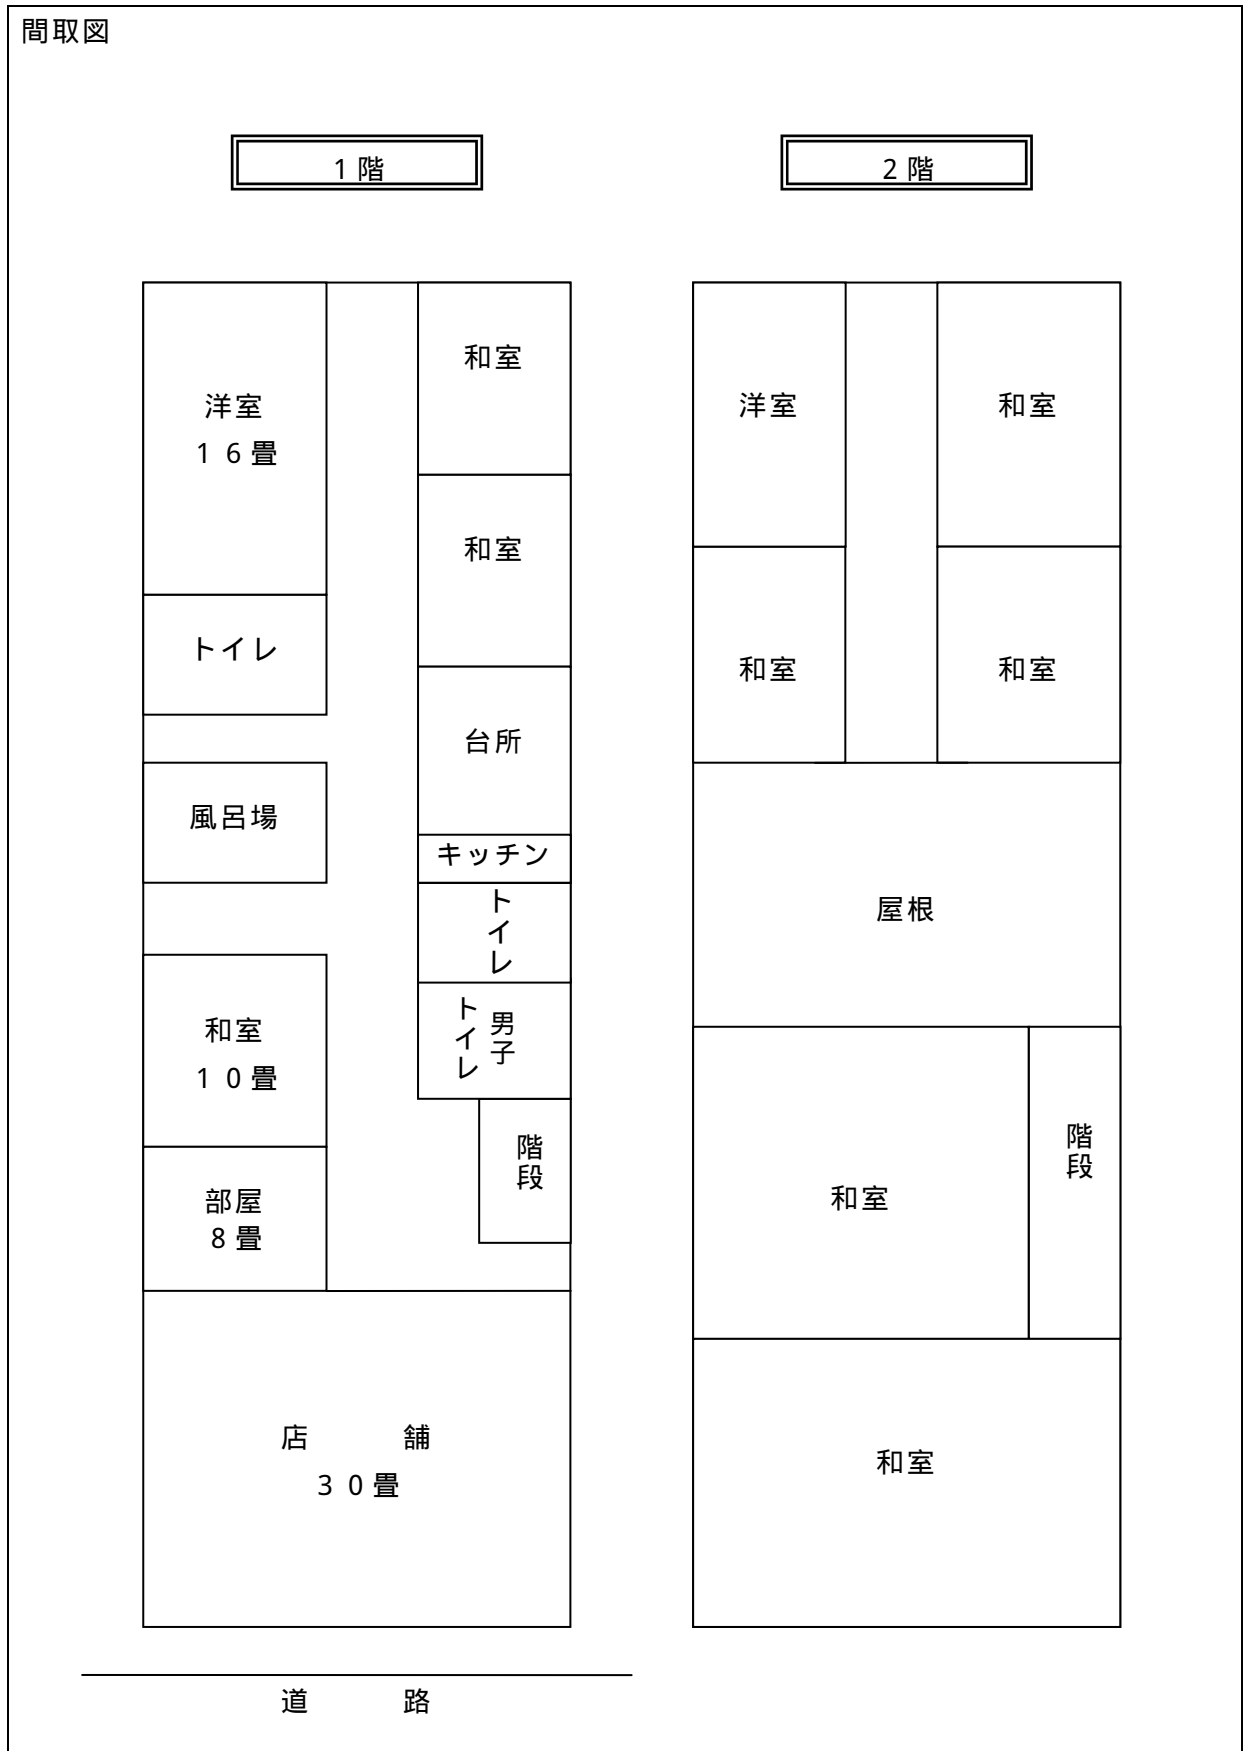 間取図
1階
2階
洋室
16畳
トイレ
風呂場
和室
10畳
部屋
8畳
和室
和室
台所
キッチン
トイレ
男子
トイレ
階段
店　　　舗
30畳
道　　　路
洋室
和室
和室
和室
屋根
和室
階段
和室